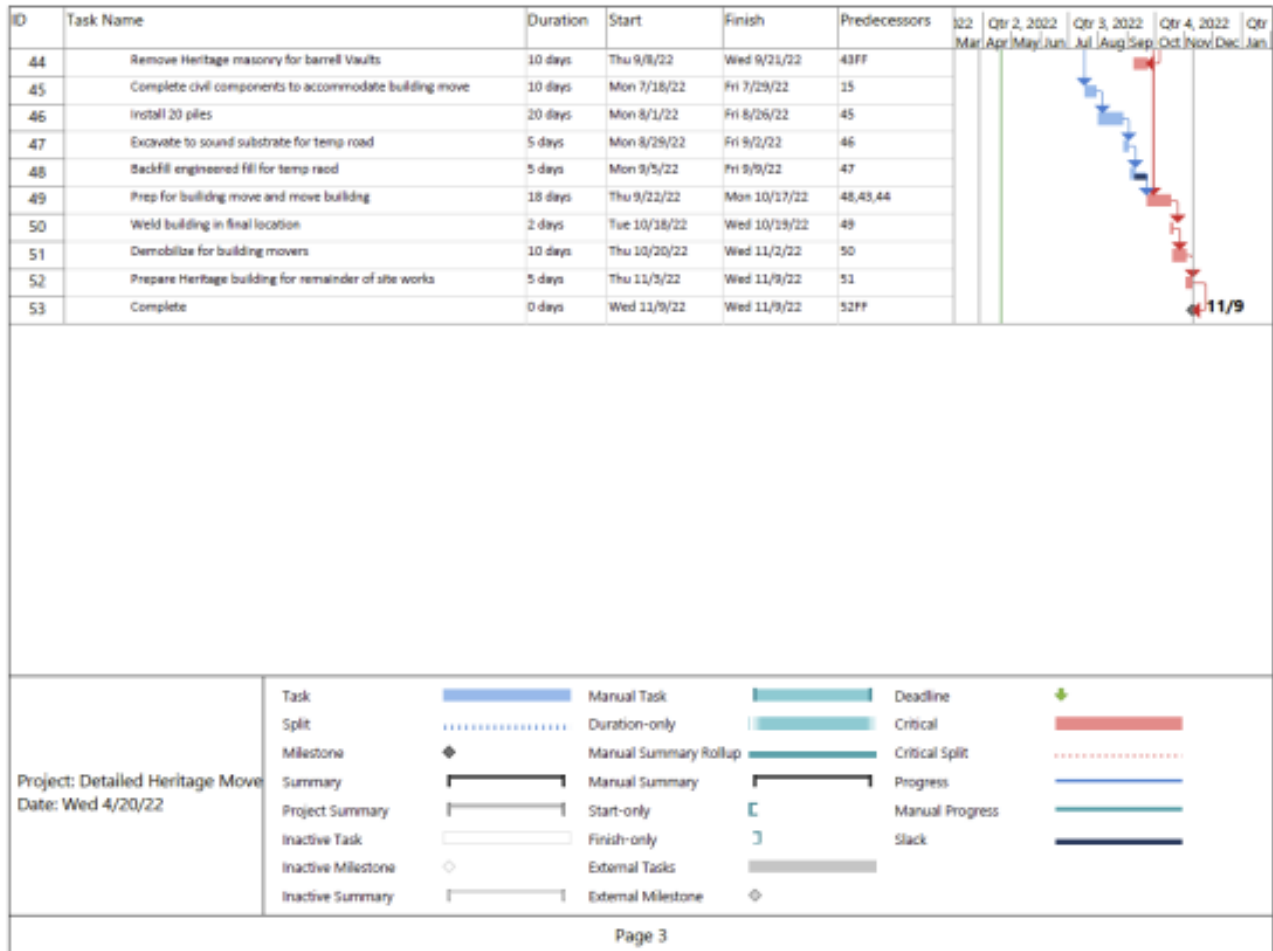 ID Task Name Duration Start Finish Predecessors 022 Qtr 2, 2022 Qtr 3, 2022 Qtr 4, 2022 Qtr
Mar Apr May Jun Jul Aug Sep Oct Nov Dec Jan
44 Remove Heritage masonry for barrell Vaults 10 days Thu 9/8/22 Wed 9/21/22 43FF
45 Complete civil components to accommodate building move 10 days Mon 7/18/22 Fri 7/29/22 15
46 Install 20 piles 20 days Mon 8/1/22 Fri 8/26/22 45
47 Excavate to sound substrate for temp road 5 days Mon 8/29/22 Fri 9/2/22 46
48 Backfill engineered fill for temp raod 5 days Mon 9/5/22 Fri 9/9/22 47
49 Prep for builidng move and move builidng 18 days Thu 9/22/22 Mon 10/17/22 48,43,44
50 Weld building in final location 2 days Tue 10/18/22 Wed 10/19/22 49
51 Demobilize for building movers 10 days Thu 10/20/22 Wed 11/2/22 50
52 Prepare Heritage building for remainder of site works 5 days Thu 11/3/22 Wed 11/9/22 51
53 Complete 0 days Wed 11/9/22 Wed 11/9/22 52FF 11/9
Project: Detailed Heritage Move
Date: Wed 4/20/22
Task Manual Task Deadline
Split Duration-only Critical
Milestone Manual Summary Rollup Critical Split
Summary Manual Summary Progress
Project Summary Start-only Manual Progress
Inactive Task Finish-only Slack
Inactive Milestone External Tasks
Inactive Summary External Milestone
Page 3